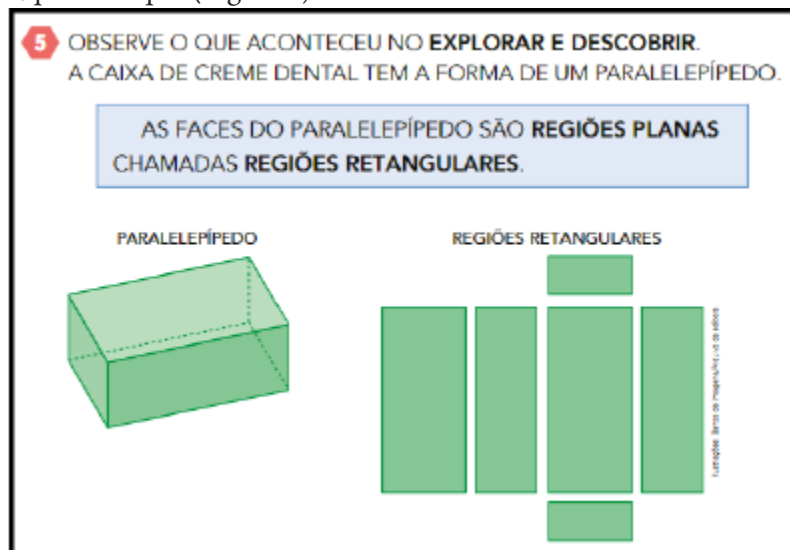 5 OBSERVE O QUE ACONTECEU NO EXPLORAR E DESCOBRIR.
A CAIXA DE CREME DENTAL TEM A FORMA DE UM PARALELEPÍPEDO.
AS FACES DO PARALELEPÍPEDO SÃO REGIÕES PLANAS
CHAMADAS REGIÕES RETANGULARES.
PARALELEPÍPEDO
REGIÕES RETANGULARES